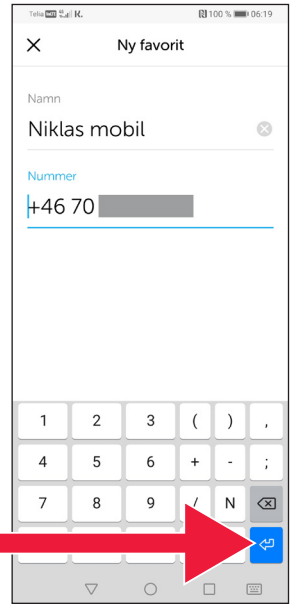 Telia 100 % 06:19
Ny favorit
Namn
Niklas mobil
Nummer
+46 70
1 2 3 ( ) ,
4 5 6 + - ;
7 8 9 / N